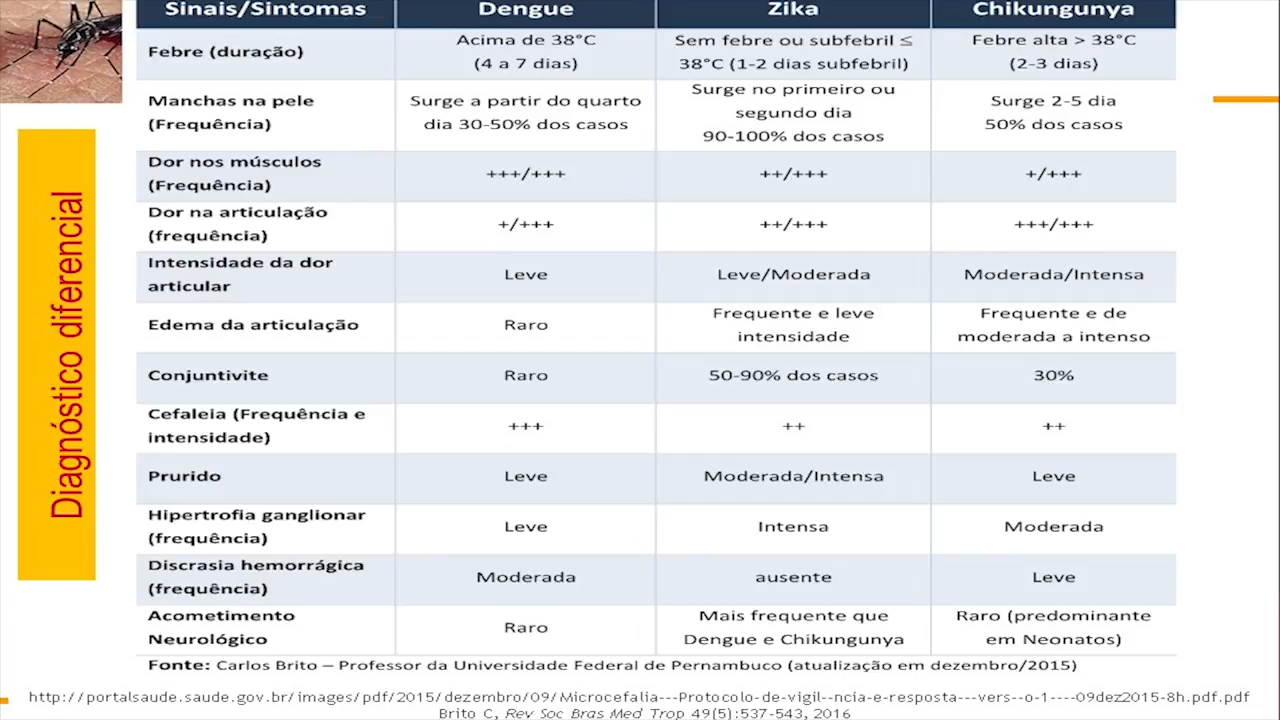 Diagnóstico diferencial
Sinais/Sintomas Dengue Zika Chikungunya
Febre (duração) Acima de 38°C (4 a 7 dias) Sem febre ou subfebril ≤ 38°C (1-2 dias subfebril) Febre alta > 38°C (2-3 dias)
Manchas na pele (Frequência) Surge a partir do quarto dia 30-50% dos casos Surge no primeiro ou segundo dia 90-100% dos casos Surge 2-5 dia 50% dos casos
Dor nos músculos (Frequência) +++/+++ ++/+++ +/+++
Dor na articulação (frequência) +/+++ ++/+++ +++/+++
Intensidade da dor articular Leve Leve/Moderada Moderada/Intensa
Edema da articulação Raro Frequente e leve intensidade Frequente e de moderada a intenso
Conjuntivite Raro 50-90% dos casos 30%
Cefaleia (Frequência e intensidade) +++ ++ ++
Prurido Leve Moderada/Intensa Leve
Hipertrofia ganglionar (frequência) Leve Intensa Moderada
Discrasia hemorrágica (frequência) Moderada ausente Leve
Acometimento Neurológico Raro Mais frequente que Dengue e Chikungunya Raro (predominante em Neonatos)
Fonte: Carlos Brito – Professor da Universidade Federal de Pernambuco (atualização em dezembro/2015)
http://portalsaude.saude.gov.br/images/pdf/2015/dezembro/09/Microcefalia---Protocolo-de-vigil--ncia-e-resposta---vers--o-1----09dez2015-8h.pdf.pdf
Brito C, Rev Soc Bras Med Trop 49(5):537-543, 2016